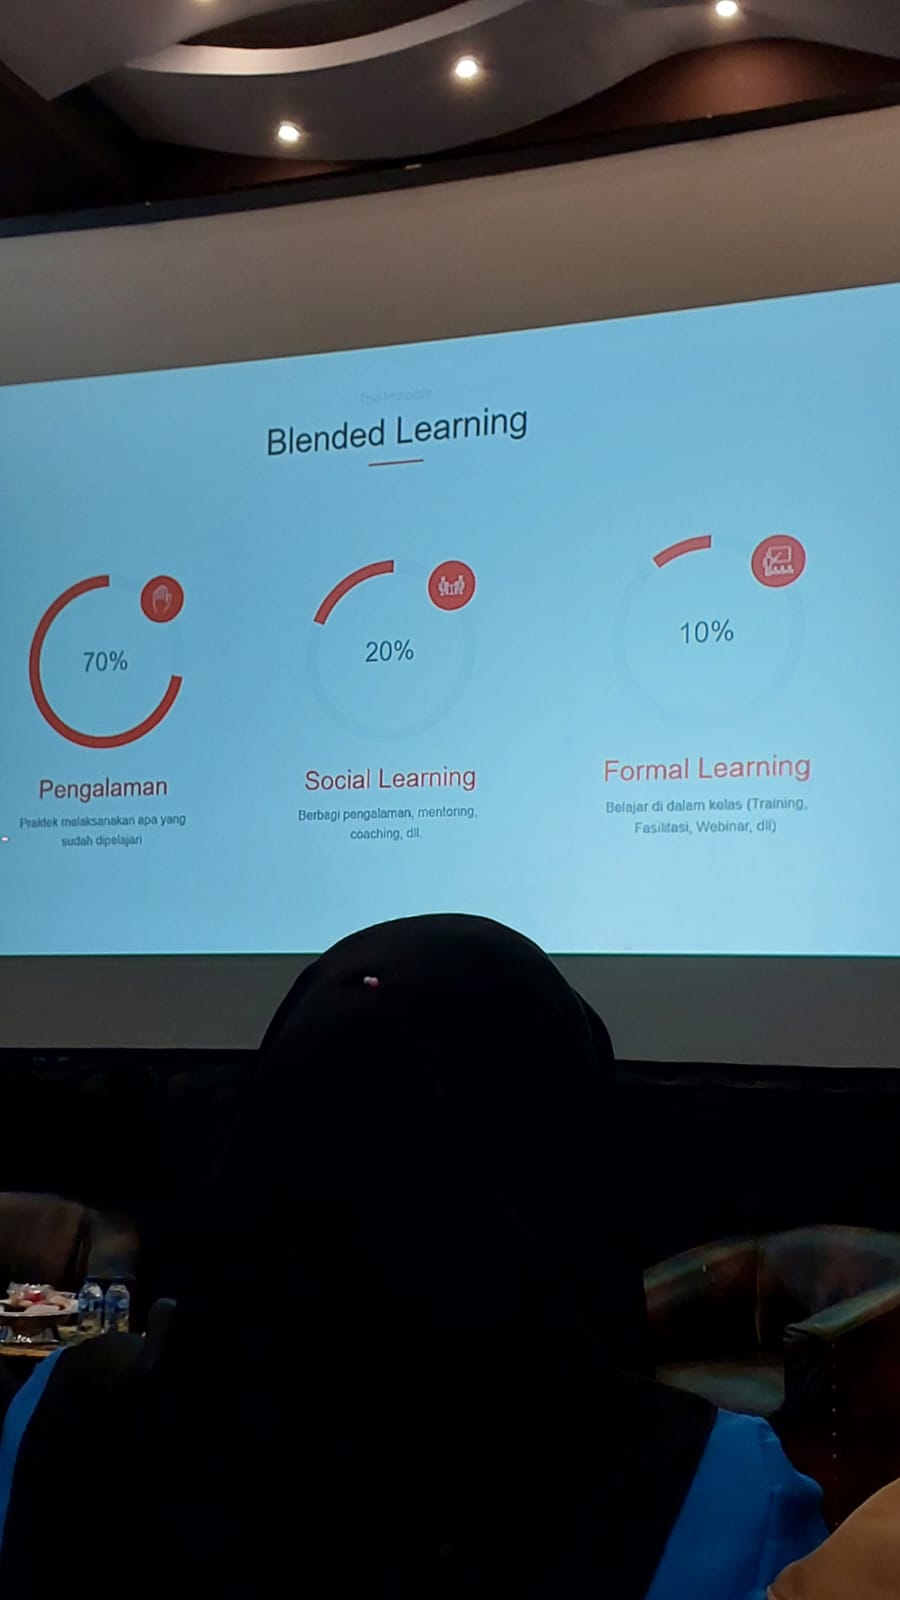 The Principle
Blended Learning
70%
Pengalaman
Praktek melaksanakan apa yang
sudah dipelajari
20%
Social Learning
Berbagi pengalaman, mentoring,
coaching, dll.
10%
Formal Learning
Belajar di dalam kelas (Training,
Fasilitasi, Webinar, dll)